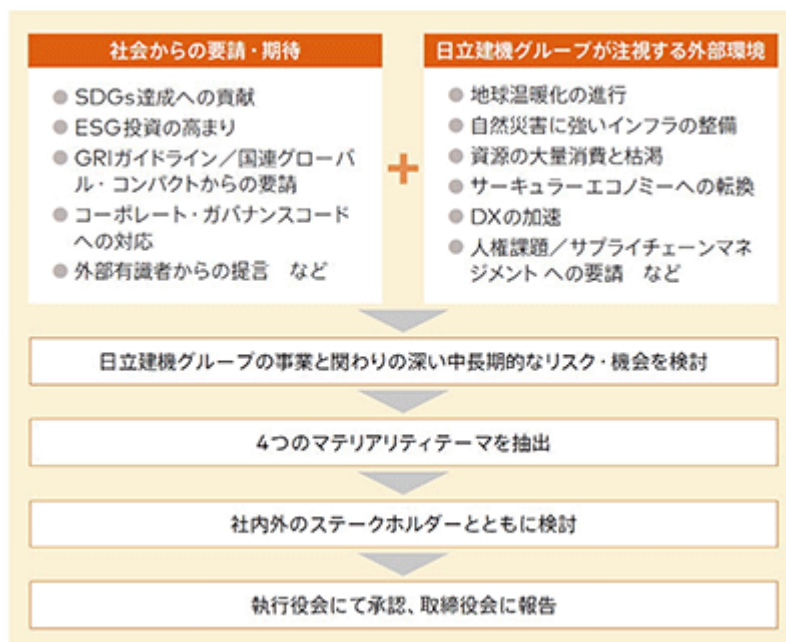 社会からの要請・期待
● SDGs達成への貢献
● ESG投資の高まり
● GRIガイドライン／国連グローバ
ル・コンパクトからの要請
● コーポレート・ガバナンスコード
への対応
● 外部有識者からの提言　など
+
日立建機グループが注視する外部環境
● 地球温暖化の進行
● 自然災害に強いインフラの整備
● 資源の大量消費と枯渇
● サーキュラーエコノミーへの転換
● DXの加速
● 人権課題／サプライチェーンマネ
ジメント への要請　など
日立建機グループの事業と関わりの深い中長期的なリスク・機会を検討
4つのマテリアリティテーマを抽出
社内外のステークホルダーとともに検討
執行役会にて承認、取締役会に報告